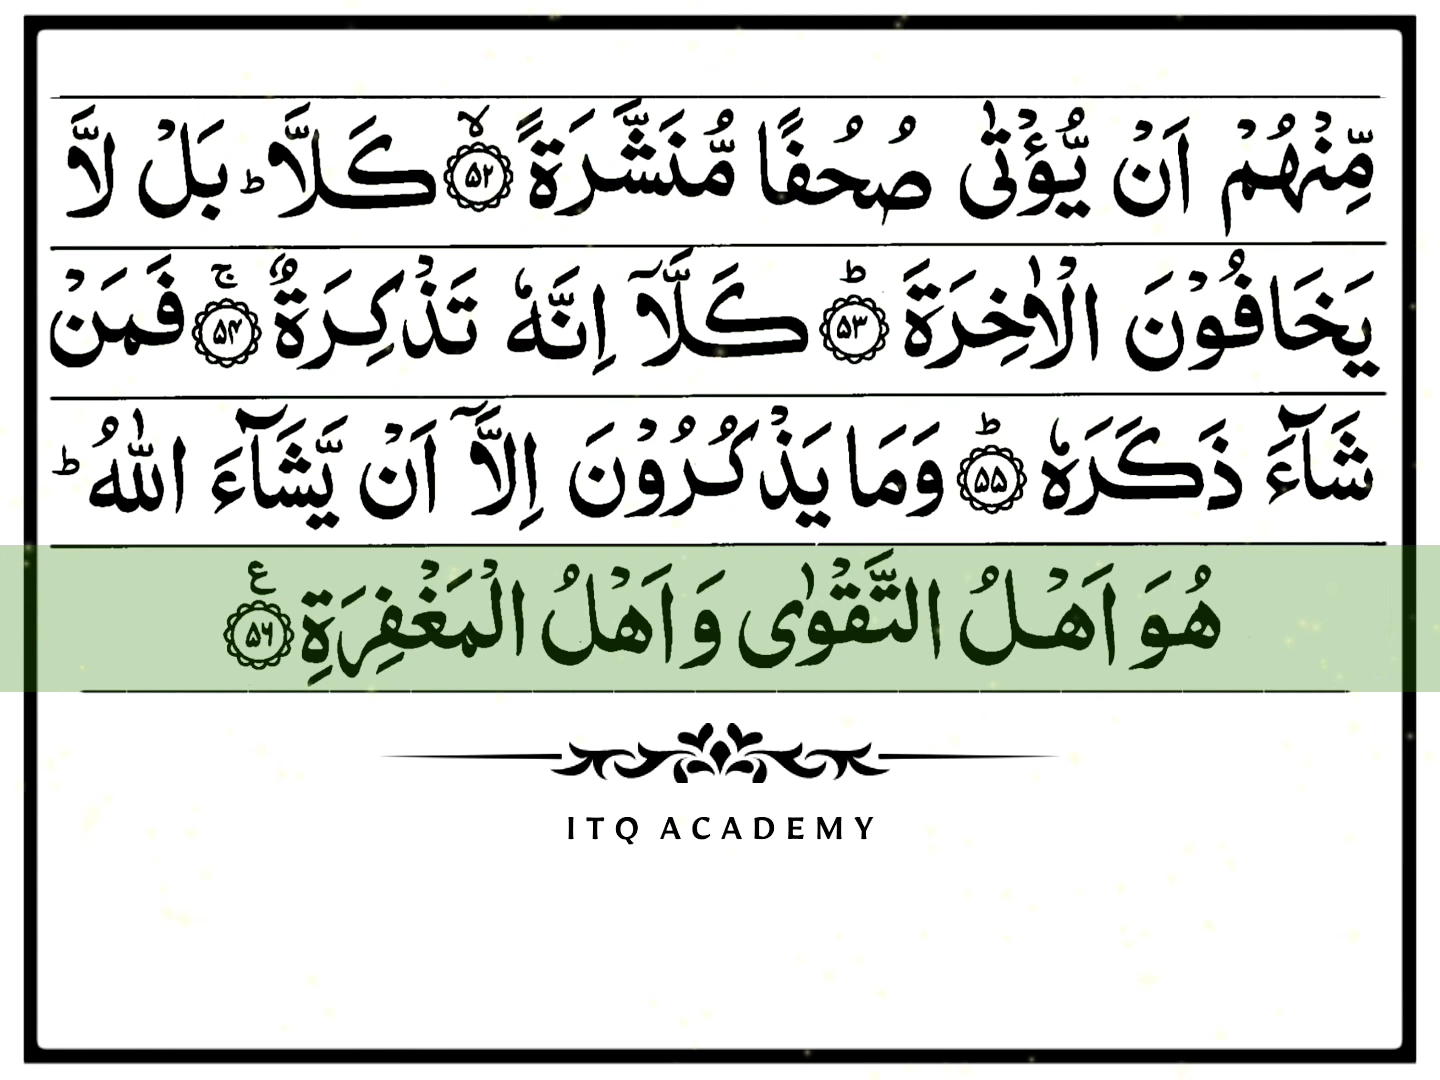 مِّنْهُمْ اَنْ يُّؤْتٰى صُحُفًا مُّنَشَّرَةً ۙ‏﴿۵۲﴾ كَلَّا ؕ بَلْ لَّا
يَخَافُوْنَ الْاٰخِرَةَ ؕ‏﴿۵۳﴾ كَلَّاۤ اِنَّهٗ تَذْكِرَةٌ ۚ‏﴿۵۴﴾ فَمَنْ
شَآءَ ذَكَرَهٗ ؕ‏﴿۵۵﴾ وَمَا يَذْكُرُوْنَ اِلَّاۤ اَنْ يَّشَآءَ اللّٰهُ ؕ
هُوَ اَهْلُ التَّقْوٰى وَ اَهْلُ الْمَغْفِرَةِ ﴿۵۶﴾ ع
ITQ ACADEMY